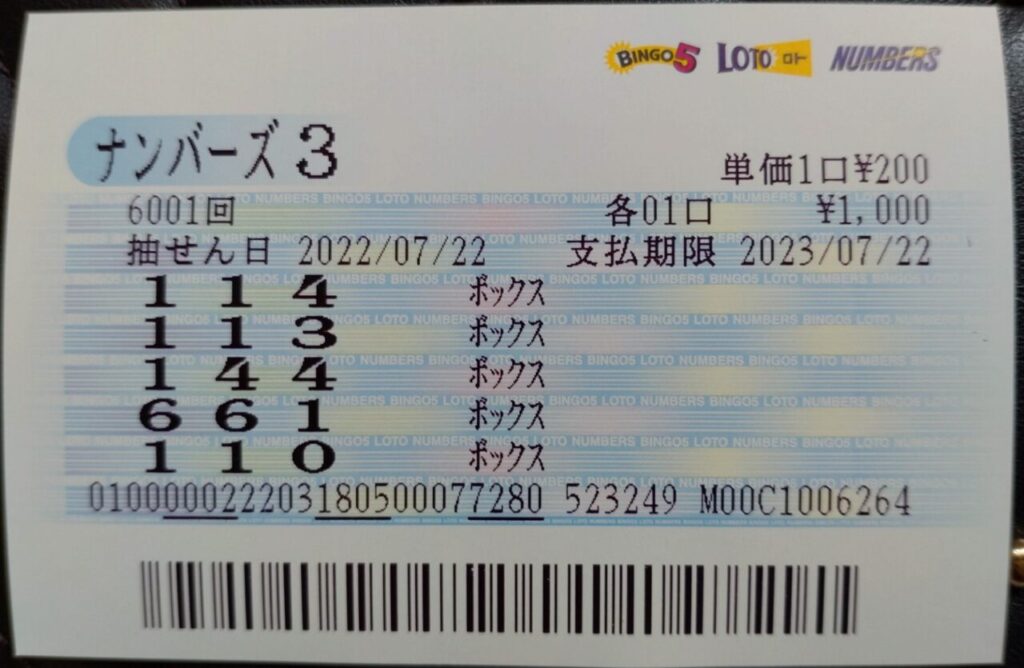 BINGO5 LOTO ロト NUMBERS
ナンバーズ3
単価1口¥200
6001回 各01口 ¥1,000
抽せん日 2022/07/22 支払期限 2023/07/22
1 1 4 ボックス
1 1 3 ボックス
1 4 4 ボックス
6 6 1 ボックス
1 1 0 ボックス
010000022203180500077280 523249 M00C1006264